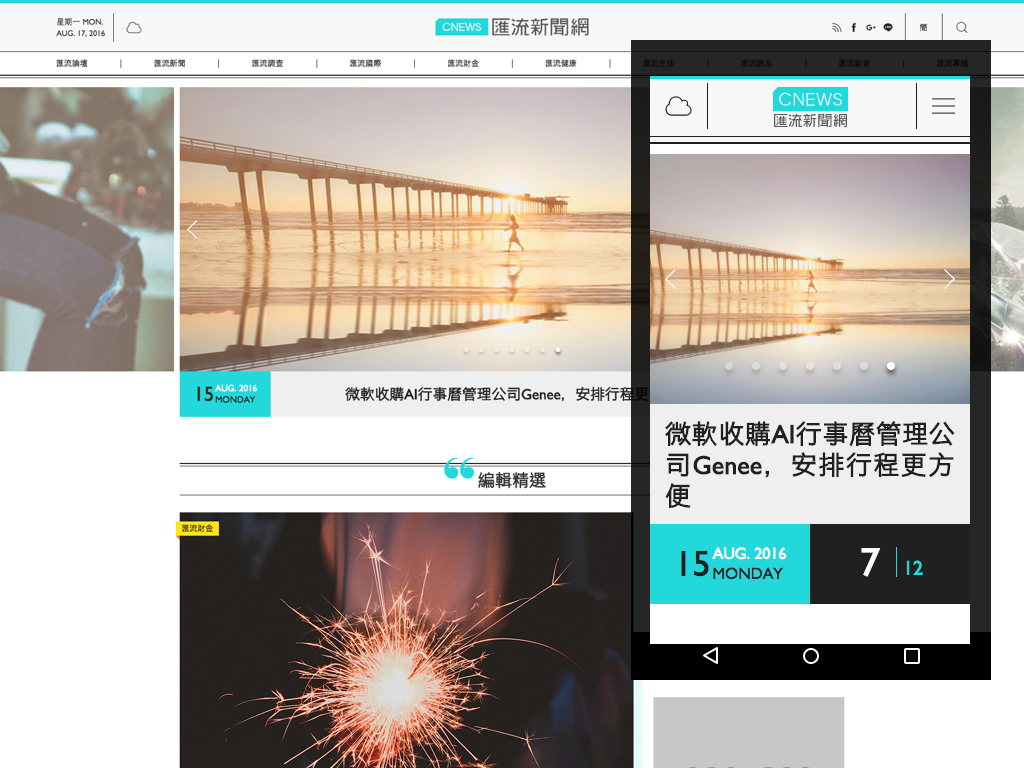 星期一 MON.
AUG. 17, 2016
CNEWS 匯流新聞網
簡
匯流論壇 | 匯流新聞 | 匯流調查 | 匯流國際 | 匯流財金 | 匯流健康 | 匯流生活 | 匯流訊息 | 匯流影音 | 匯流專題
15 AUG. 2016
MONDAY
微軟收購AI行事曆管理公司Genee，安排行程更
編輯精選
匯流財金
CNEWS
匯流新聞網
微軟收購AI行事曆管理公
司Genee，安排行程更方
便
15 AUG. 2016
MONDAY
7 | 12